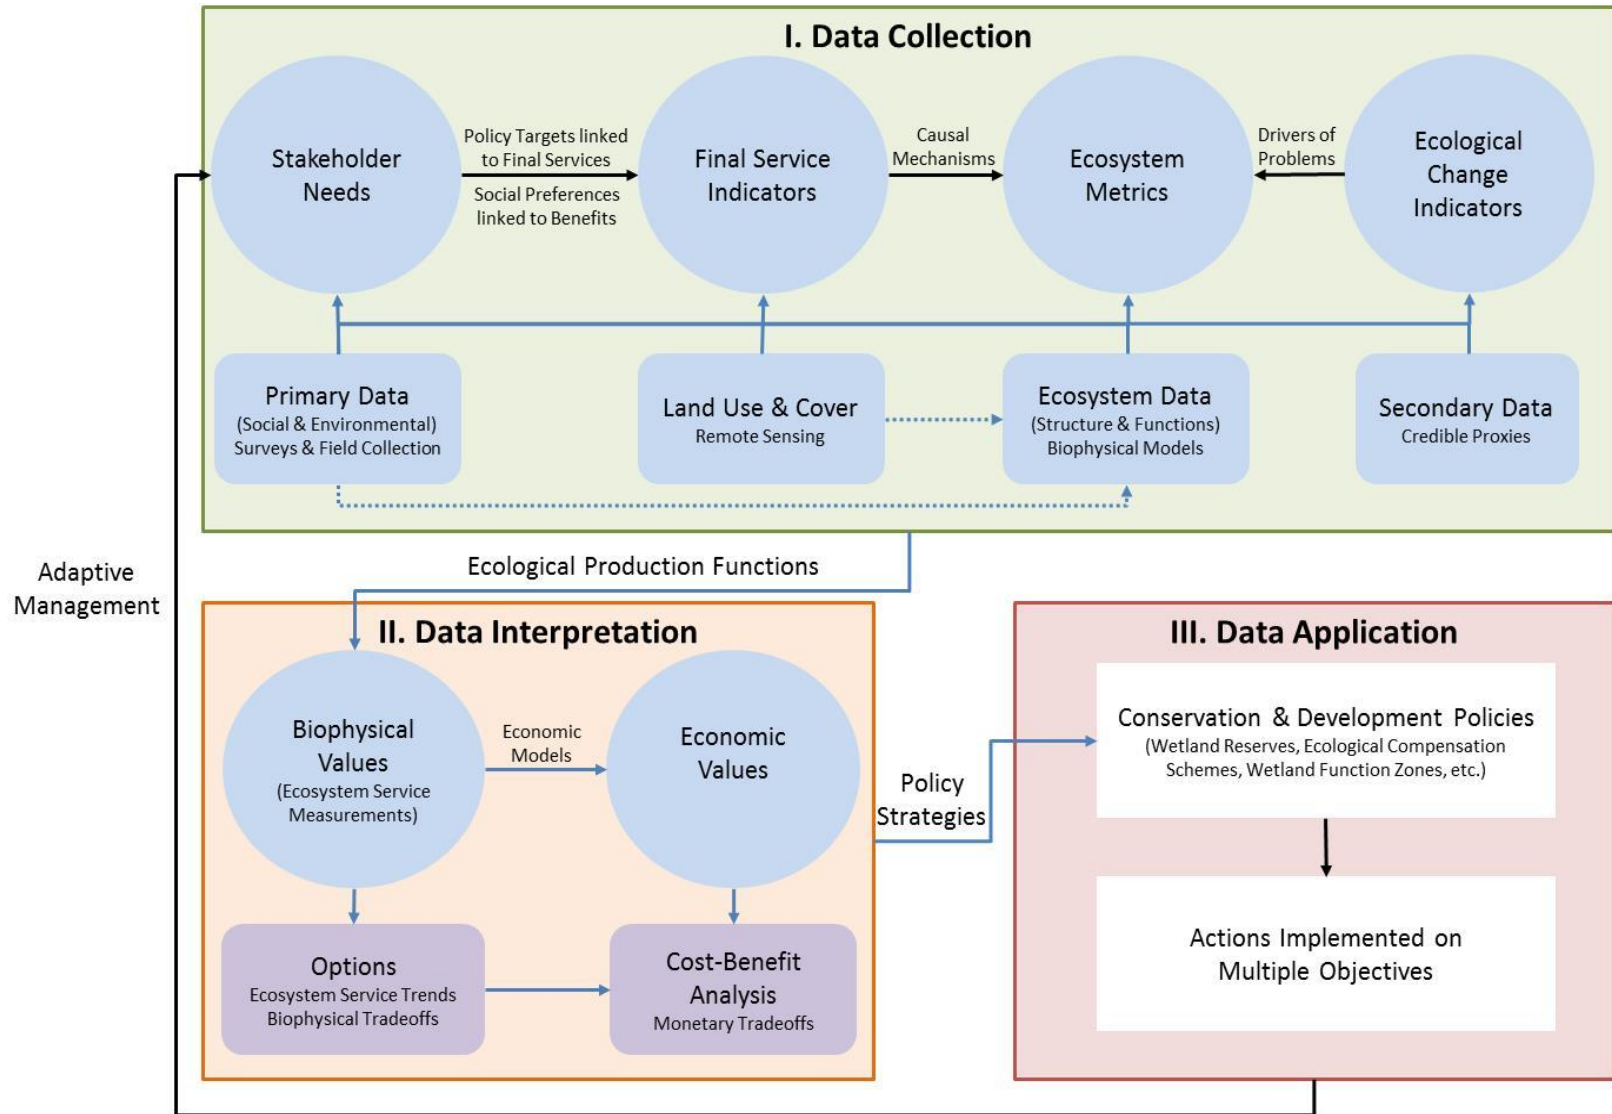 I. Data Collection
Stakeholder
Needs
Policy Targets linked
to Final Services
Social Preferences
linked to Benefits
Final Service
Indicators
Causal
Mechanisms
Ecosystem
Metrics
Drivers of
Problems
Ecological
Change
Indicators
Primary Data
(Social & Environmental)
Surveys & Field Collection
Land Use & Cover
Remote Sensing
Ecosystem Data
(Structure & Functions)
Biophysical Models
Secondary Data
Credible Proxies
Adaptive
Management
Ecological Production Functions
II. Data Interpretation
Biophysical
Values
(Ecosystem Service
Measurements)
Economic
Models
Economic
Values
Options
Ecosystem Service Trends
Biophysical Tradeoffs
Cost-Benefit
Analysis
Monetary Tradeoffs
Policy
Strategies
III. Data Application
Conservation & Development Policies
(Wetland Reserves, Ecological Compensation
Schemes, Wetland Function Zones, etc.)
Actions Implemented on
Multiple Objectives